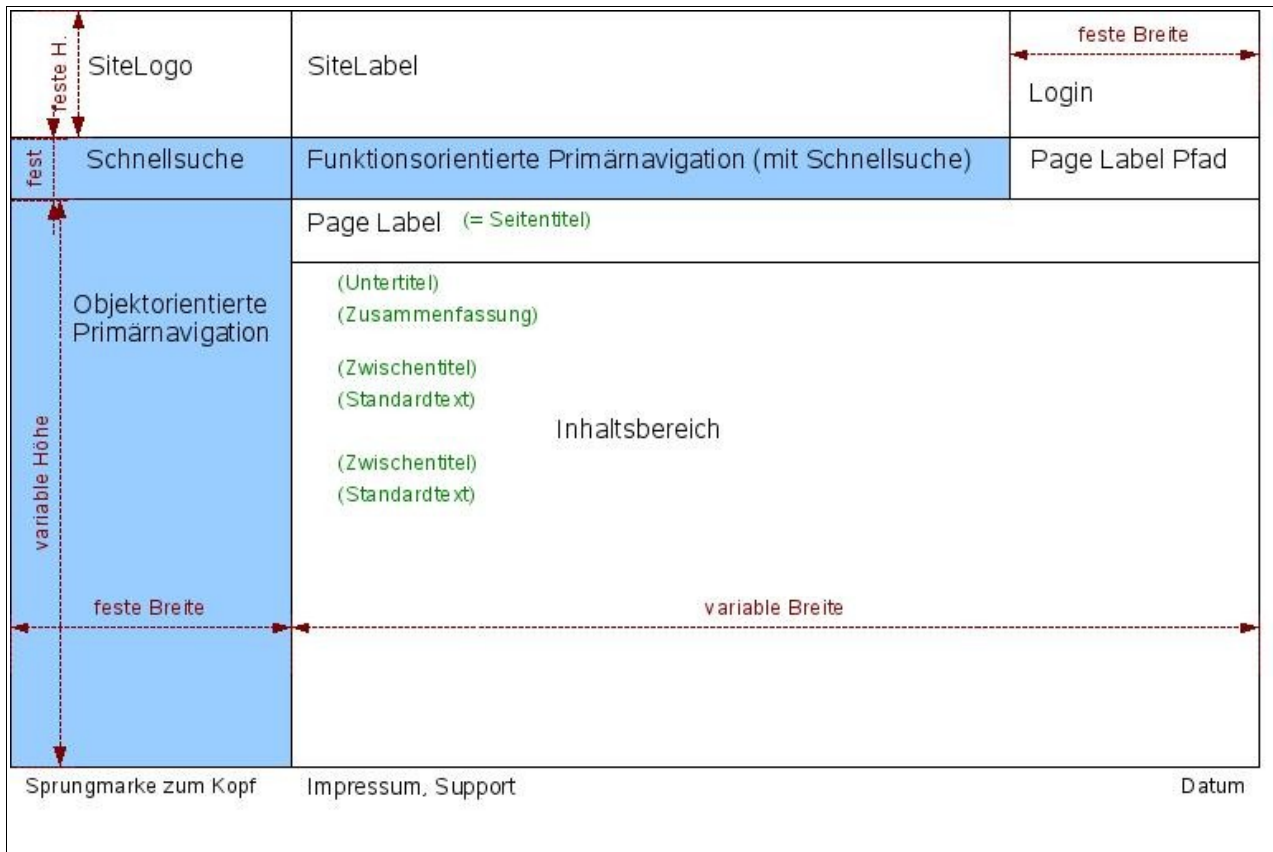 feste Breite
feste H.
SiteLogo
SiteLabel
Login
fest
Schnellsuche
Funktionsorientierte Primärnavigation (mit Schnellsuche)
Page Label Pfad
Page Label (= Seitentitel)
(Untertitel)
Objektorientierte
Primärnavigation
(Zusammenfassung)
(Zwischentitel)
(Standardtext)
Inhaltsbereich
variable Höhe
(Zwischentitel)
(Standardtext)
feste Breite
variable Breite
Sprungmarke zum Kopf
Impressum, Support
Datum